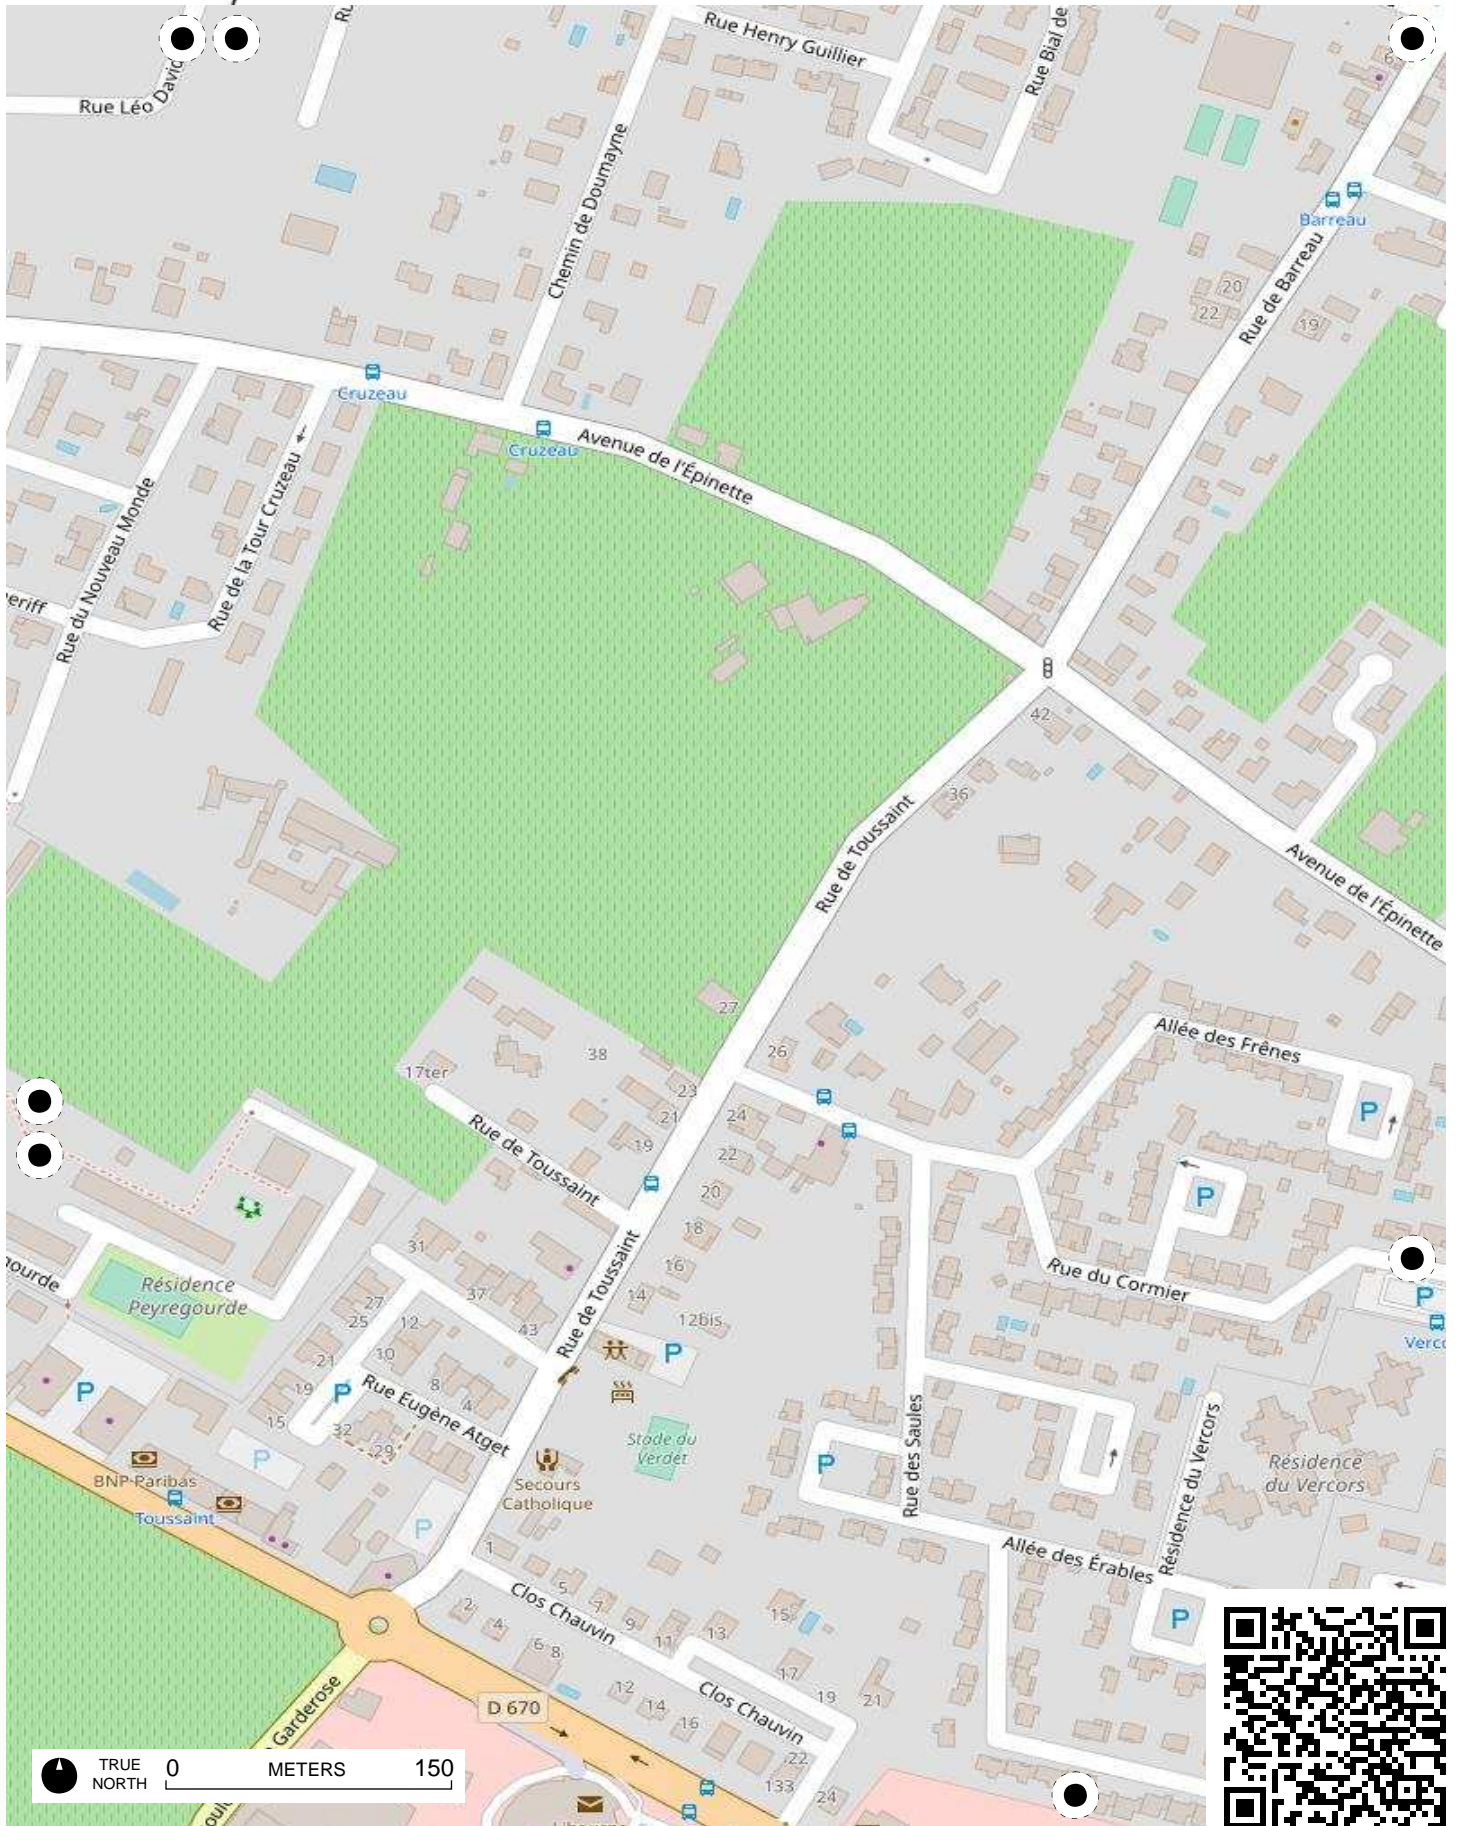 Rue Henry Guillier
Rue Bial de
Rue Léo David
Chemin de Doumayne
Barreau
Rue de Barreau
20
22
19
Cruzeau
Cruzeau
Avenue de l'Épinette
Rue du Nouveau Monde
Rue de la Tour Cruzeau
eriff
42
36
Rue de Toussaint
Avenue de l'Épinette
27
Allée des Frênes
38
26
17ter
23
P
21
24
Rue de Toussaint
19
22
P
20
18
31
Rue de Toussaint
16
Rue du Cormier
ourde
Résidence
Peyregourde
37
14
P
27
12bis
25
12
43
Verco
10
P
21
19
P
P
8
Rue Eugène Atget
4
15
32
29
Rue des Saules
Résidence du Vercors
Stade du
Verdet
P
P
Résidence
du Vercors
BNP Paribas
Secours
Catholique
Toussaint
P
1
Allée des Érables
5
Clos Chauvin
7
2
4
9
11
13
15
P
6
8
17
12
14
16
19
21
Clos Chauvin
D 670
Garderose
22
133
24
TRUE
NORTH
0
METERS
150